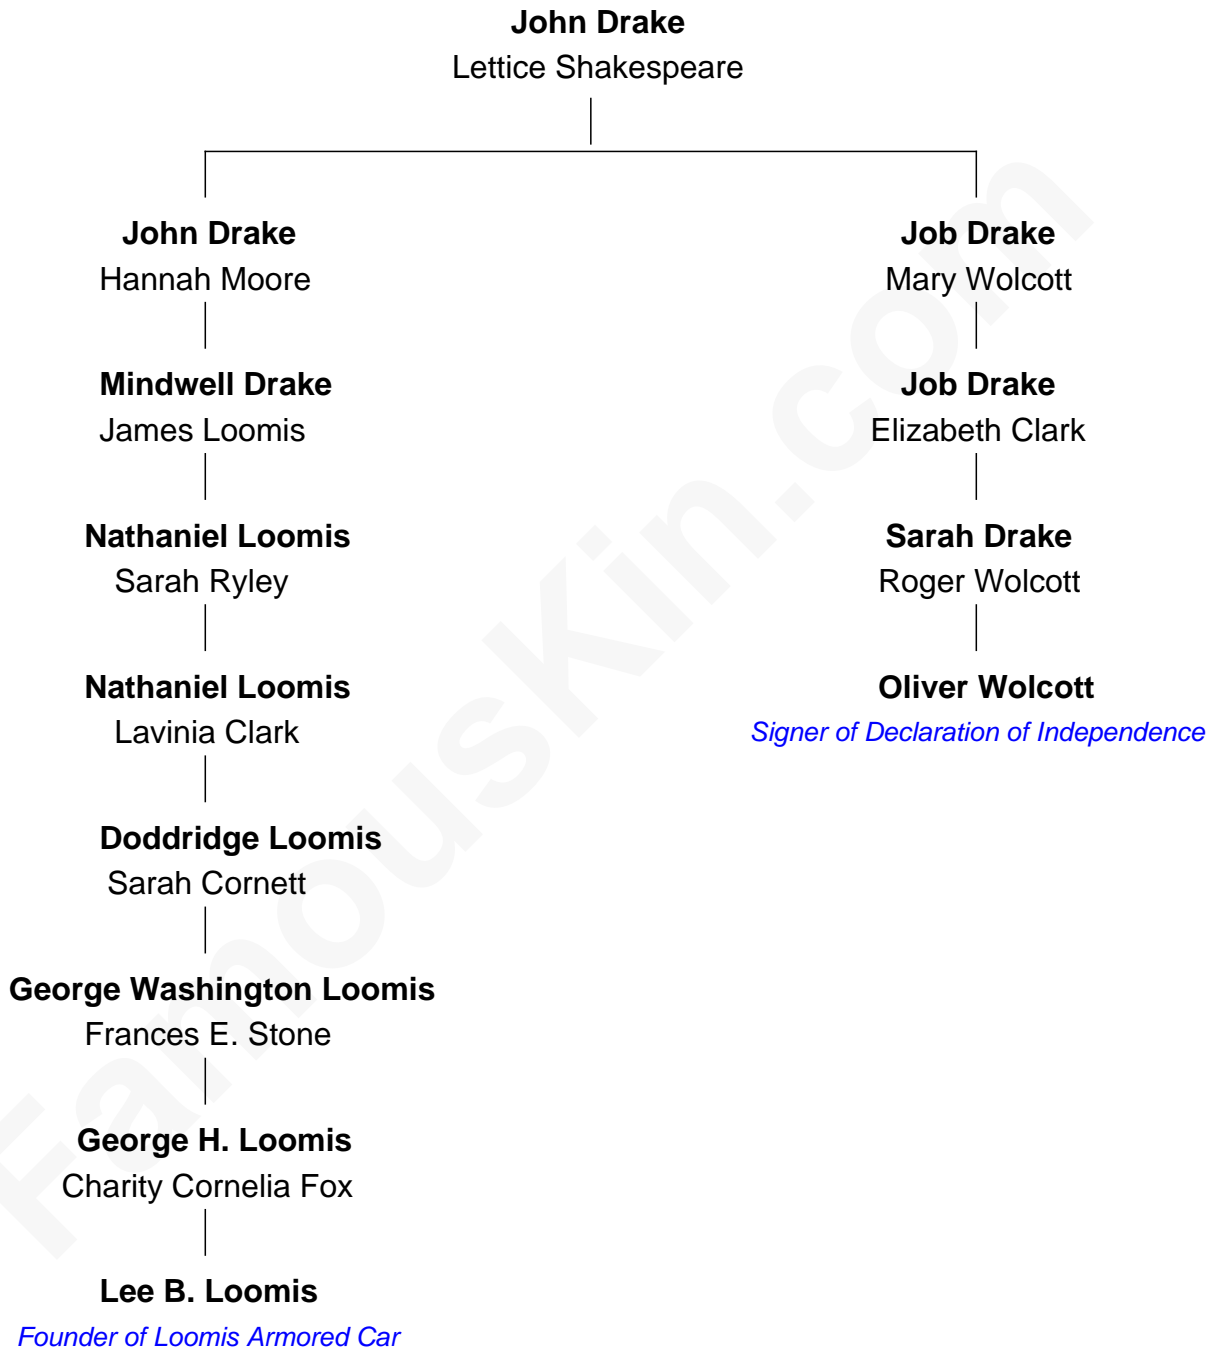 John Drake
Lettice Shakespeare
John Drake
Hannah Moore
Mindwell Drake
James Loomis
Nathaniel Loomis
Sarah Ryley
Nathaniel Loomis
Lavinia Clark
Doddridge Loomis
Sarah Cornett
George Washington Loomis
Frances E. Stone
George H. Loomis
Charity Cornelia Fox
Lee B. Loomis
Founder of Loomis Armored Car
Job Drake
Mary Wolcott
Job Drake
Elizabeth Clark
Sarah Drake
Roger Wolcott
Oliver Wolcott
Signer of Declaration of Independence
FamousKin.com